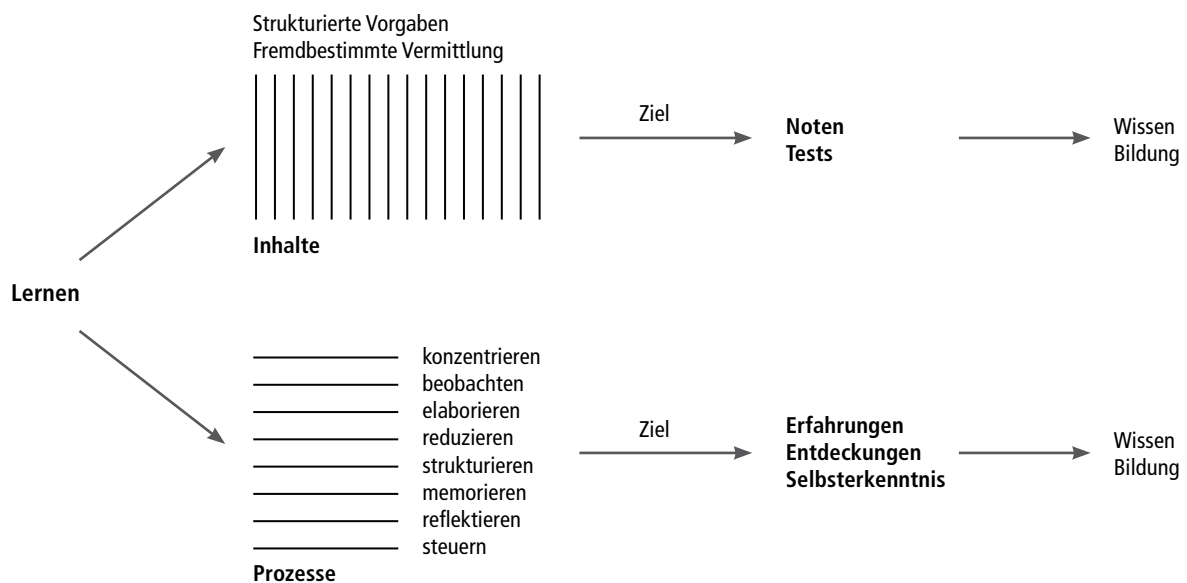 Strukturierte Vorgaben
Fremdbestimmte Vermittlung
Inhalte
Ziel
Noten
Tests
Wissen
Bildung
Lernen
konzentrieren
beobachten
elaborieren
reduzieren
strukturieren
memorieren
reflektieren
steuern
Prozesse
Ziel
Erfahrungen
Entdeckungen
Selbsterkenntnis
Wissen
Bildung